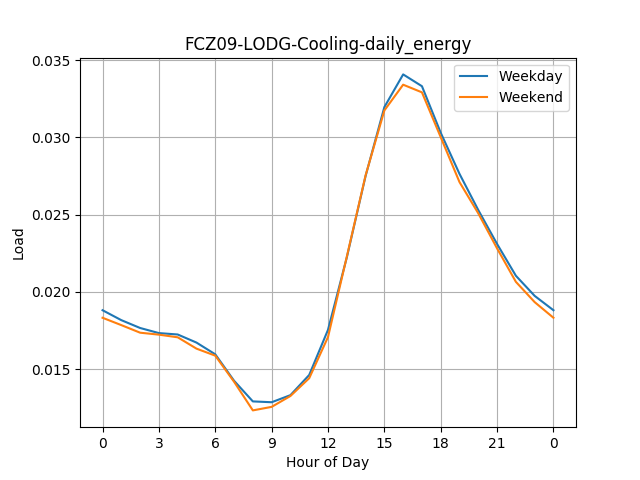 FCZ09-LODG-Cooling-daily_energy
Weekday
Weekend
Load
0.035
0.030
0.025
0.020
0.015
0 3 6 9 12 15 18 21 0
Hour of Day